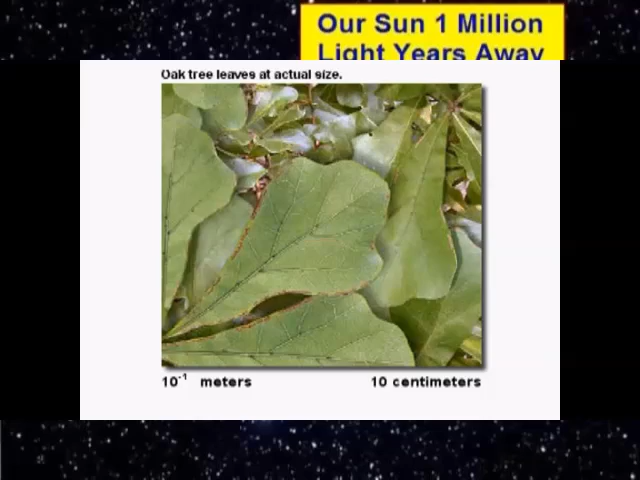 Our Sun 1 Million
Light Years Away
Oak tree leaves at actual size.
10⁻¹ meters
10 centimeters